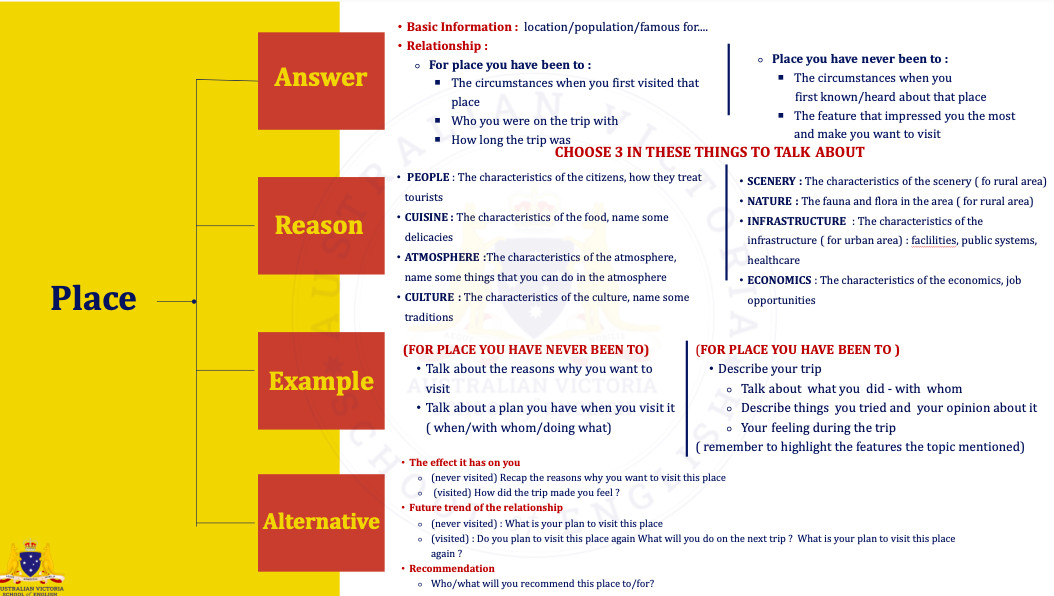 Place
Answer
• Basic Information : location/population/famous for....
• Relationship :
○ For place you have been to :
▪ The circumstances when you first visited that
place
▪ Who you were on the trip with
▪ How long the trip was
○ Place you have never been to :
▪ The circumstances when you
first known/heard about that place
▪ The feature that impressed you the most
and make you want to visit
CHOOSE 3 IN THESE THINGS TO TALK ABOUT
Reason
• PEOPLE : The characteristics of the citizens, how they treat
tourists
• CUISINE : The characteristics of the food, name some
delicacies
• ATMOSPHERE :The characteristics of the atmosphere,
name some things that you can do in the atmosphere
• CULTURE : The characteristics of the culture, name some
traditions
• SCENERY : The characteristics of the scenery ( fo rural area)
• NATURE : The fauna and flora in the area ( for rural area)
• INFRASTRUCTURE : The characteristics of the
infrastructure ( for urban area) : faclilities, public systems,
healthcare
• ECONOMICS : The characteristics of the economics, job
opportunities
Example
(FOR PLACE YOU HAVE NEVER BEEN TO)
• Talk about the reasons why you want to
visit
• Talk about a plan you have when you visit it
( when/with whom/doing what)
(FOR PLACE YOU HAVE BEEN TO )
• Describe your trip
○ Talk about what you did - with whom
○ Describe things you tried and your opinion about it
○ Your feeling during the trip
( remember to highlight the features the topic mentioned)
Alternative
• The effect it has on you
○ (never visited) Recap the reasons why you want to visit this place
○ (visited) How did the trip made you feel ?
• Future trend of the relationship
○ (never visited) : What is your plan to visit this place
○ (visited) : Do you plan to visit this place again What will you do on the next trip ? What is your plan to visit this place
again ?
• Recommendation
○ Who/what will you recommend this place to/for?
AUSTRALIAN VICTORIA
SCHOOL of ENGLISH
AUSTRALIAN VICTORIA
SCHOOL OF ENGLISH
AUSTRALIAN VICTORIA